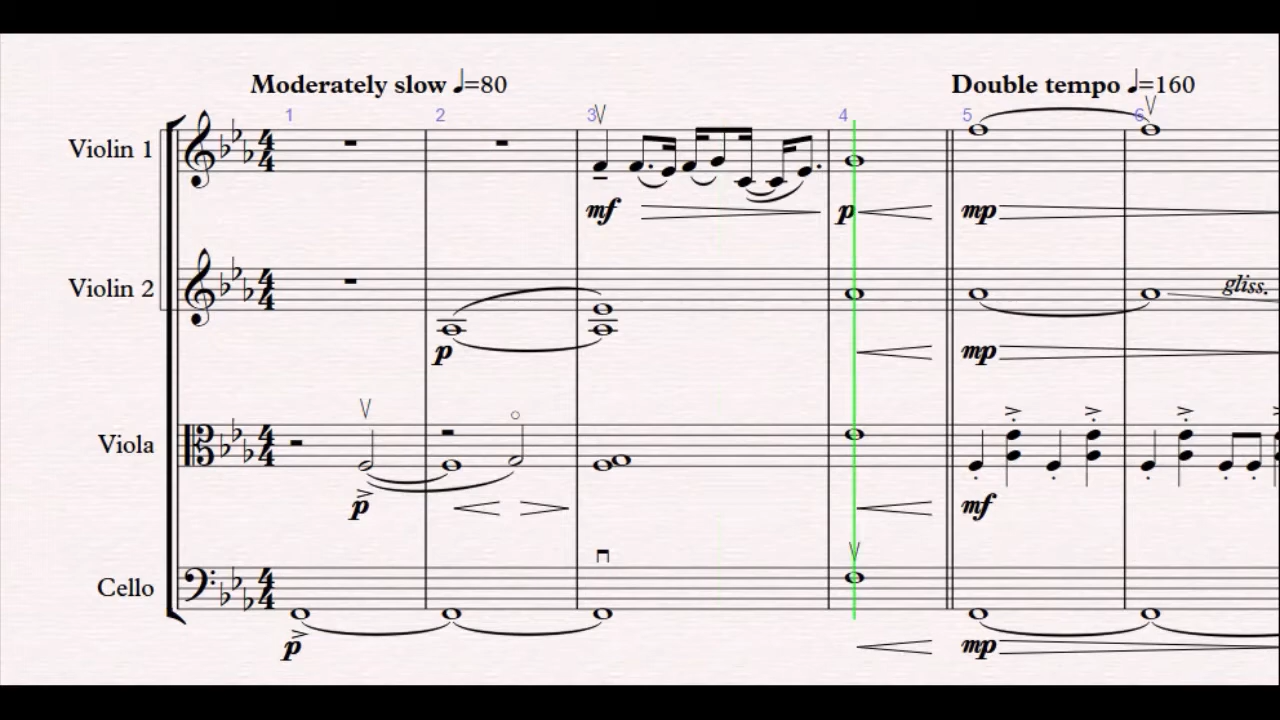 Moderately slow ♩=80 Double tempo ♩=160
1 2 3 4 5 6
Violin 1
mf p mp
Violin 2
gliss.
p mp
Viola
p mf
Cello
p mp